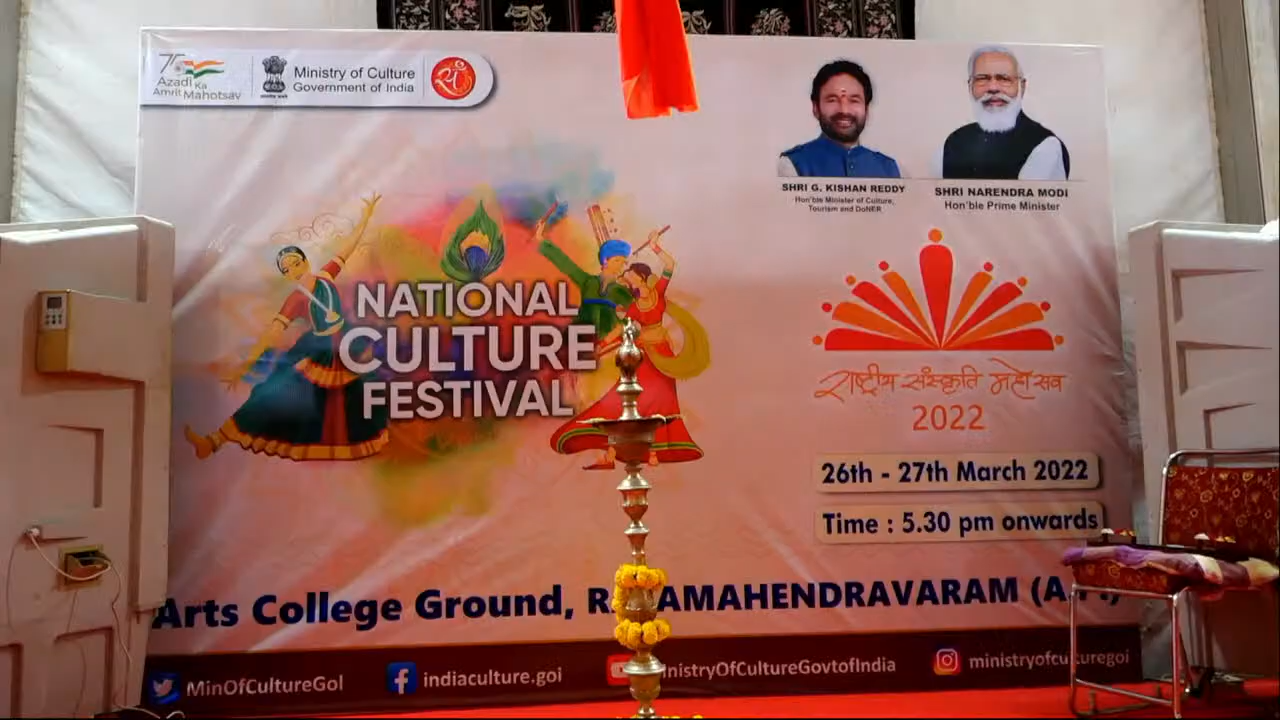 75
Azadi Ka
Amrit Mahotsav
Ministry of Culture
Government of India
SHRI G. KISHAN REDDY
Hon'ble Minister of Culture,
Tourism and DoNER
SHRI NARENDRA MODI
Hon'ble Prime Minister
NATIONAL
CULTURE
FESTIVAL
राष्ट्रीय संस्कृति महोत्सव
2022
26th - 27th March 2022
Time : 5.30 pm onwards
Arts College Ground,
MinOfCultureGoI
indiaculture.goi
ministryofculturegoi